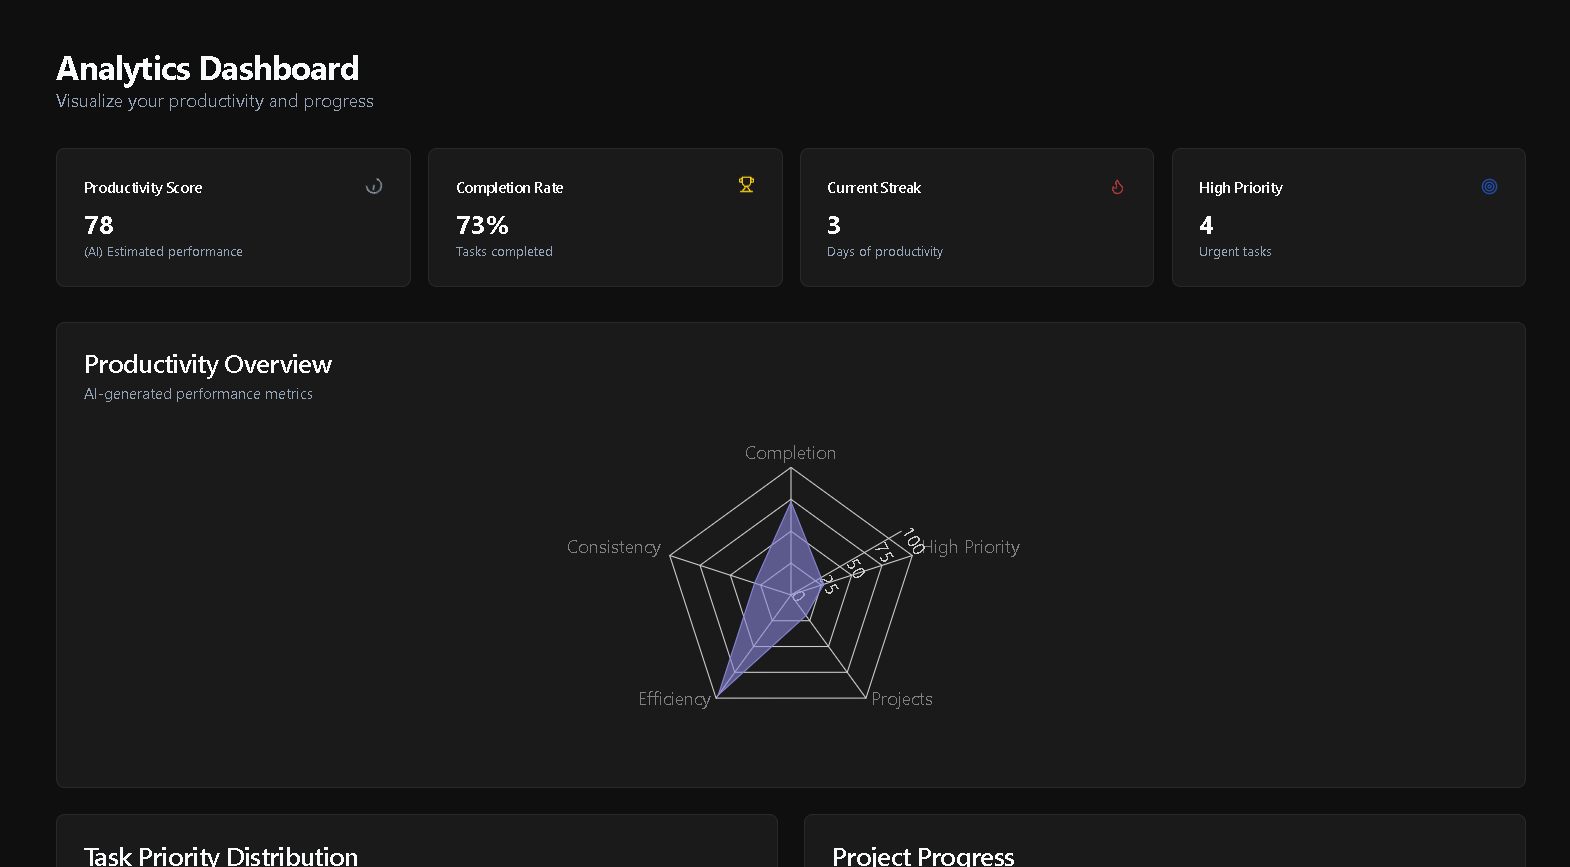 Analytics Dashboard
Visualize your productivity and progress
Productivity Score
78
(AI) Estimated performance
Completion Rate
73%
Tasks completed
Current Streak
3
Days of productivity
High Priority
4
Urgent tasks
Productivity Overview
AI-generated performance metrics
Completion
High Priority
Projects
Efficiency
Consistency
0
25
50
75
100
Task Priority Distribution
Project Progress